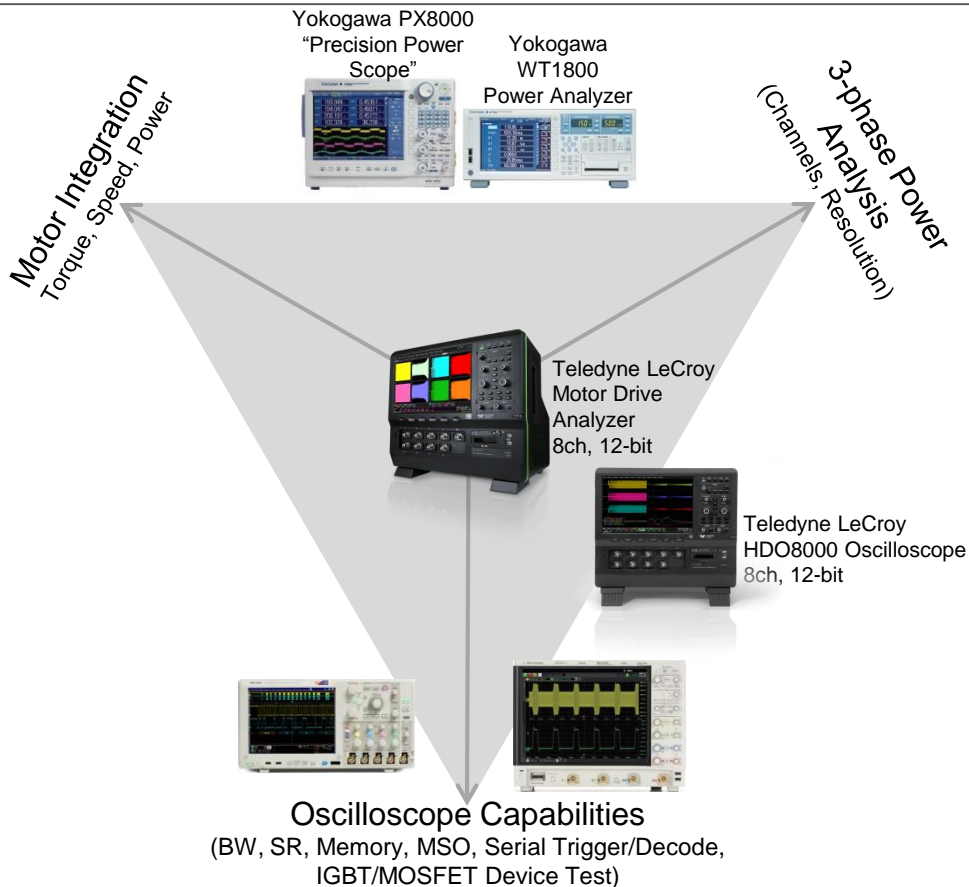 Yokogawa PX8000
“Precision Power
Scope”
Yokogawa
WT1800
Power Analyzer
Motor Integration
Torque, Speed, Power
3-phase Power
Analysis
(Channels, Resolution)
Teledyne LeCroy
Motor Drive
Analyzer
8ch, 12-bit
Teledyne LeCroy
HDO8000 Oscilloscope
8ch, 12-bit
Oscilloscope Capabilities
(BW, SR, Memory, MSO, Serial Trigger/Decode,
IGBT/MOSFET Device Test)